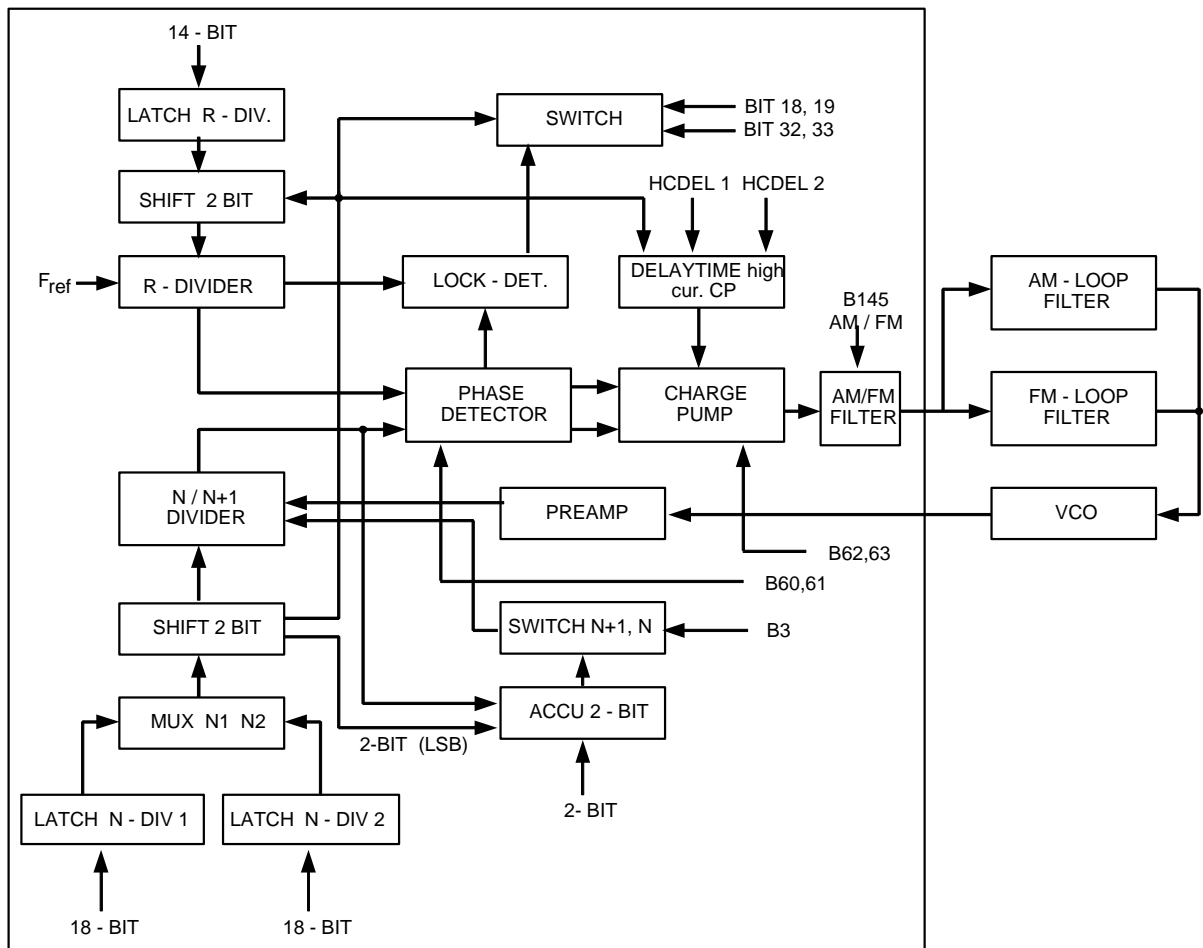 14 - BIT
LATCH R - DIV.
SWITCH
BIT 18, 19
BIT 32, 33
SHIFT 2 BIT
HCDEL 1 HCDEL 2
Fref
R - DIVIDER
LOCK - DET.
DELAYTIME high
cur. CP
B145
AM / FM
AM - LOOP
FILTER
PHASE
DETECTOR
CHARGE
PUMP
AM/FM
FILTER
FM - LOOP
FILTER
N / N+1
DIVIDER
PREAMP
VCO
B62,63
B60,61
SHIFT 2 BIT
SWITCH N+1, N
B3
MUX N1 N2
ACCU 2 - BIT
2-BIT (LSB)
LATCH N - DIV 1
LATCH N - DIV 2
2- BIT
18 - BIT
18 - BIT